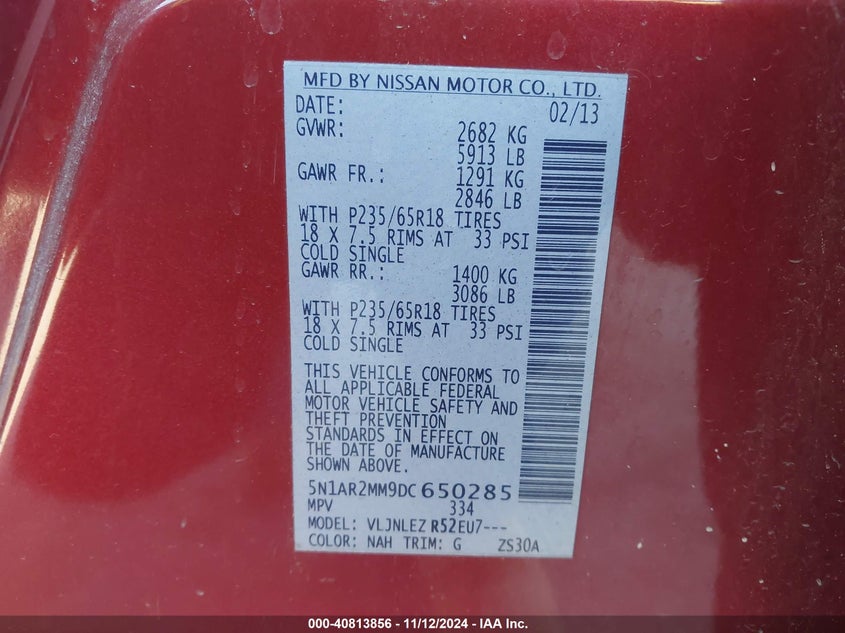 MFD BY NISSAN MOTOR CO., LTD.
DATE: 02/13
GVWR: 2682 KG
5913 LB
GAWR FR.: 1291 KG
2846 LB
WITH P235/65R18 TIRES
18 X 7.5 RIMS AT 33 PSI
COLD SINGLE
GAWR RR.: 1400 KG
3086 LB
WITH P235/65R18 TIRES
18 X 7.5 RIMS AT 33 PSI
COLD SINGLE
THIS VEHICLE CONFORMS TO
ALL APPLICABLE FEDERAL
MOTOR VEHICLE SAFETY AND
THEFT PREVENTION
STANDARDS IN EFFECT ON
THE DATE OF MANUFACTURE
SHOWN ABOVE.
5N1AR2MM9DC650285
MPV 334
MODEL: VLJNLEZ R52EU7---
COLOR: NAH TRIM: G ZS30A
000-40813856 - 11/12/2024 - IAA Inc.